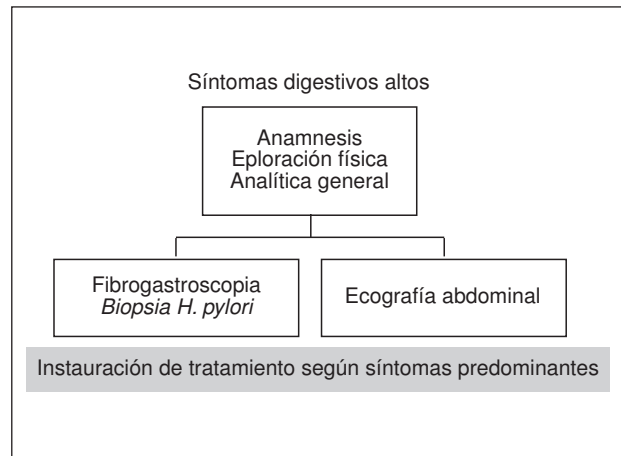 Síntomas digestivos altos
Anamnesis
Eploración física
Analítica general
Fibrogastroscopia
Biopsia H. pylori
Ecografía abdominal
Instauración de tratamiento según síntomas predominantes